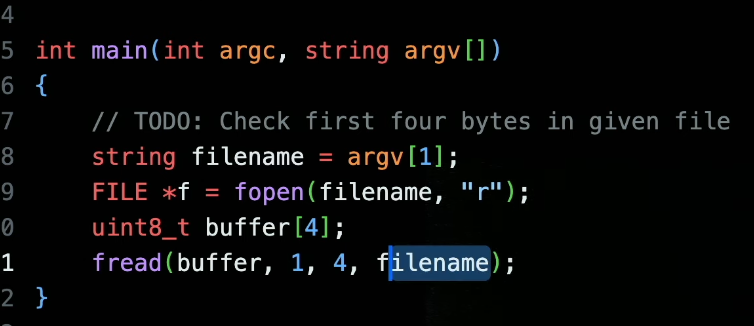 4
5 int main(int argc, string argv[])
6 {
7     // TODO: Check first four bytes in given file
8     string filename = argv[1];
9     FILE *f = fopen(filename, "r");
0     uint8_t buffer[4];
1     fread(buffer, 1, 4, filename);
2 }